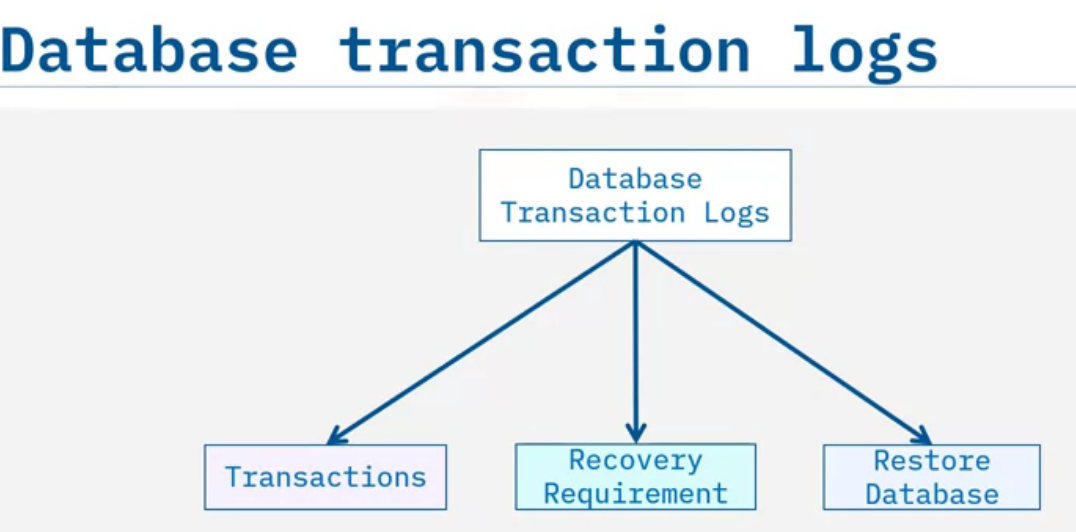 Database transaction logs
Database
Transaction Logs
Transactions
Recovery
Requirement
Restore
Database